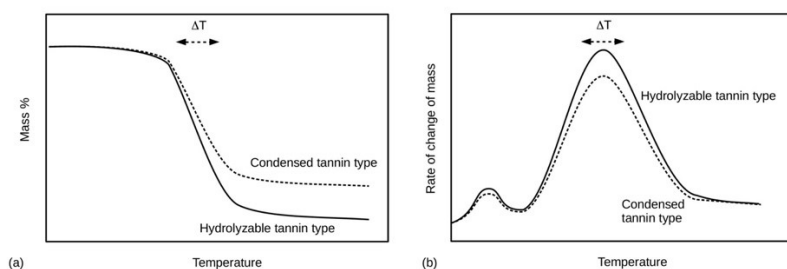 ΔT
Mass %
Condensed tannin type
Hydrolyzable tannin type
(a)
Temperature
ΔT
Rate of change of mass
Hydrolyzable tannin type
Condensed
tannin type
(b)
Temperature